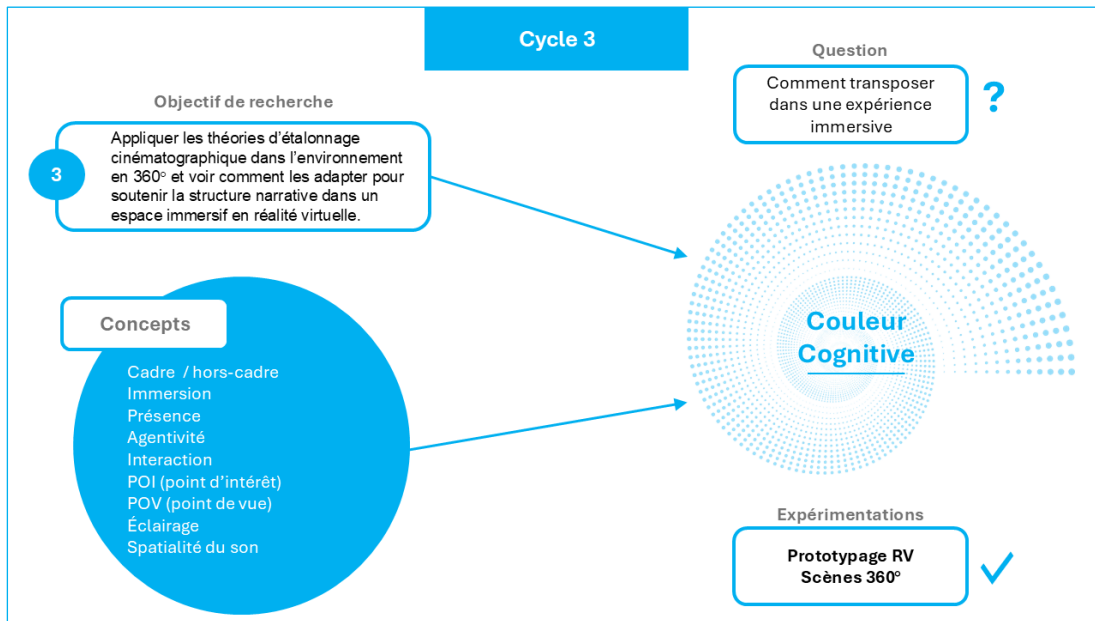 Cycle 3
Objectif de recherche
3
Appliquer les théories d’étalonnage
cinématographique dans l’environnement
en 360° et voir comment les adapter pour
soutenir la structure narrative dans un
espace immersif en réalité virtuelle.
Question
Comment transposer
dans une expérience
immersive
?
Concepts
Cadre / hors-cadre
Immersion
Présence
Agentivité
Interaction
POI (point d’intérêt)
POV (point de vue)
Éclairage
Spatialité du son
Couleur
Cognitive
Expérimentations
Prototypage RV
Scènes 360°